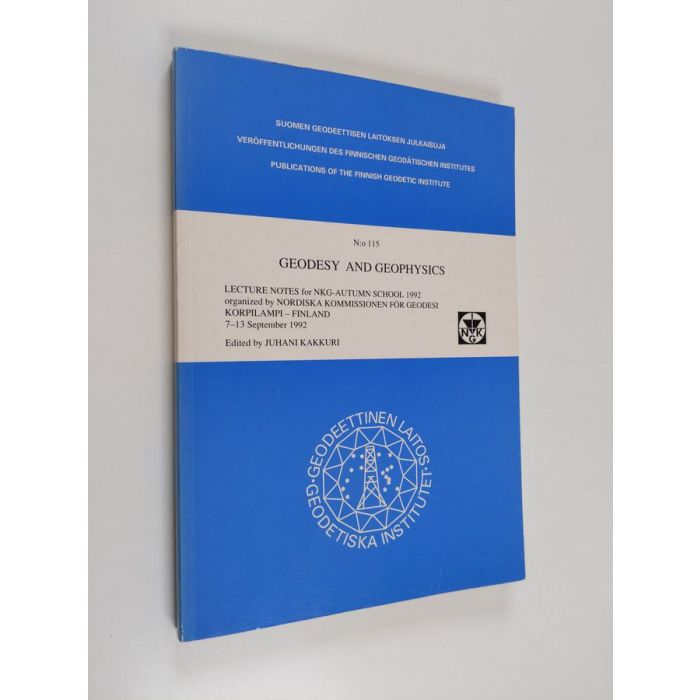 SUOMEN GEODEETTISEN LAITOKSEN JULKAISUJA
VERÖFFENTLICHUNGEN DES FINNISCHEN GEODÄTISCHEN INSTITUTES
PUBLICATIONS OF THE FINNISH GEODETIC INSTITUTE
N:o 115
GEODESY AND GEOPHYSICS
LECTURE NOTES for NKG-AUTUMN SCHOOL 1992
organized by NORDISKA KOMMISSIONEN FÖR GEODESI
KORPILAMPI – FINLAND
7–13 September 1992
Edited by JUHANI KAKKURI
NKG
GEODEETTINEN LAITOS
GEODETISKA INSTITUTET